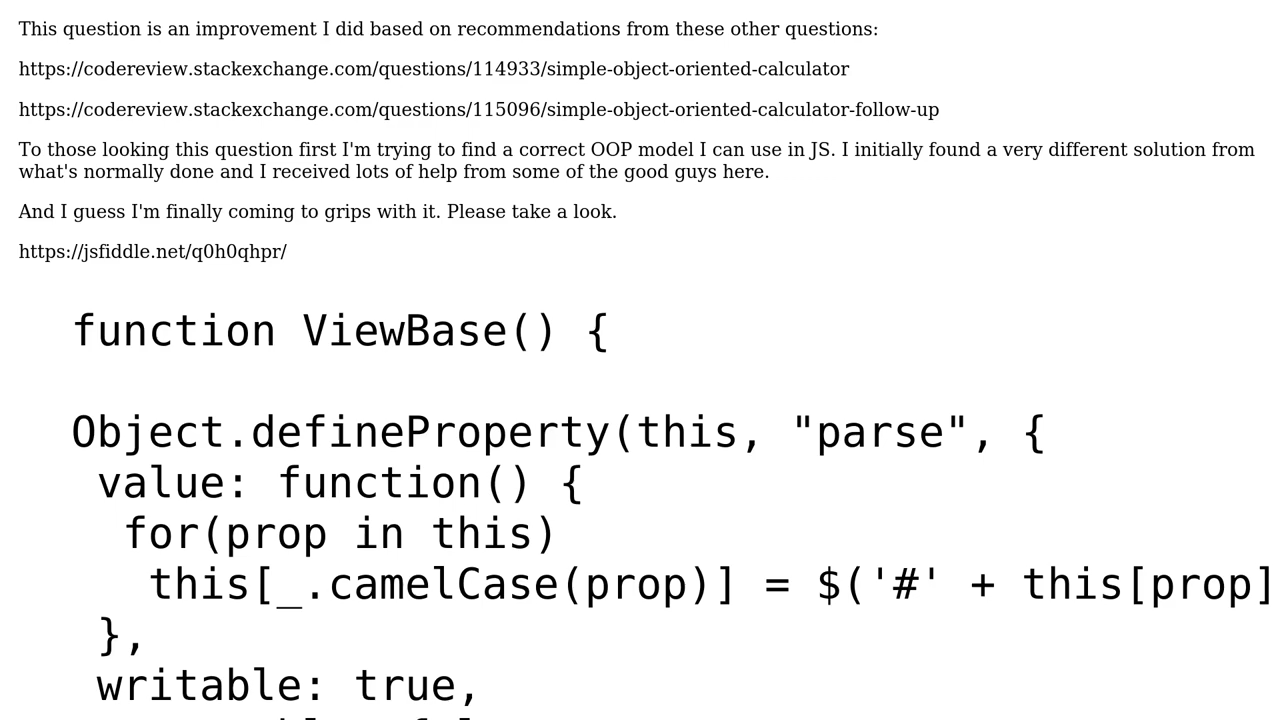 This question is an improvement I did based on recommendations from these other questions:
https://codereview.stackexchange.com/questions/114933/simple-object-oriented-calculator
https://codereview.stackexchange.com/questions/115096/simple-object-oriented-calculator-follow-up
To those looking this question first I'm trying to find a correct OOP model I can use in JS. I initially found a very different solution from
what's normally done and I received lots of help from some of the good guys here.
And I guess I'm finally coming to grips with it. Please take a look.
https://jsfiddle.net/q0h0qhpr/
function ViewBase() {
Object.defineProperty(this, "parse", {
value: function() {
for(prop in this)
this[_.camelCase(prop)] = $('#' + this[prop]
},
writable: true,